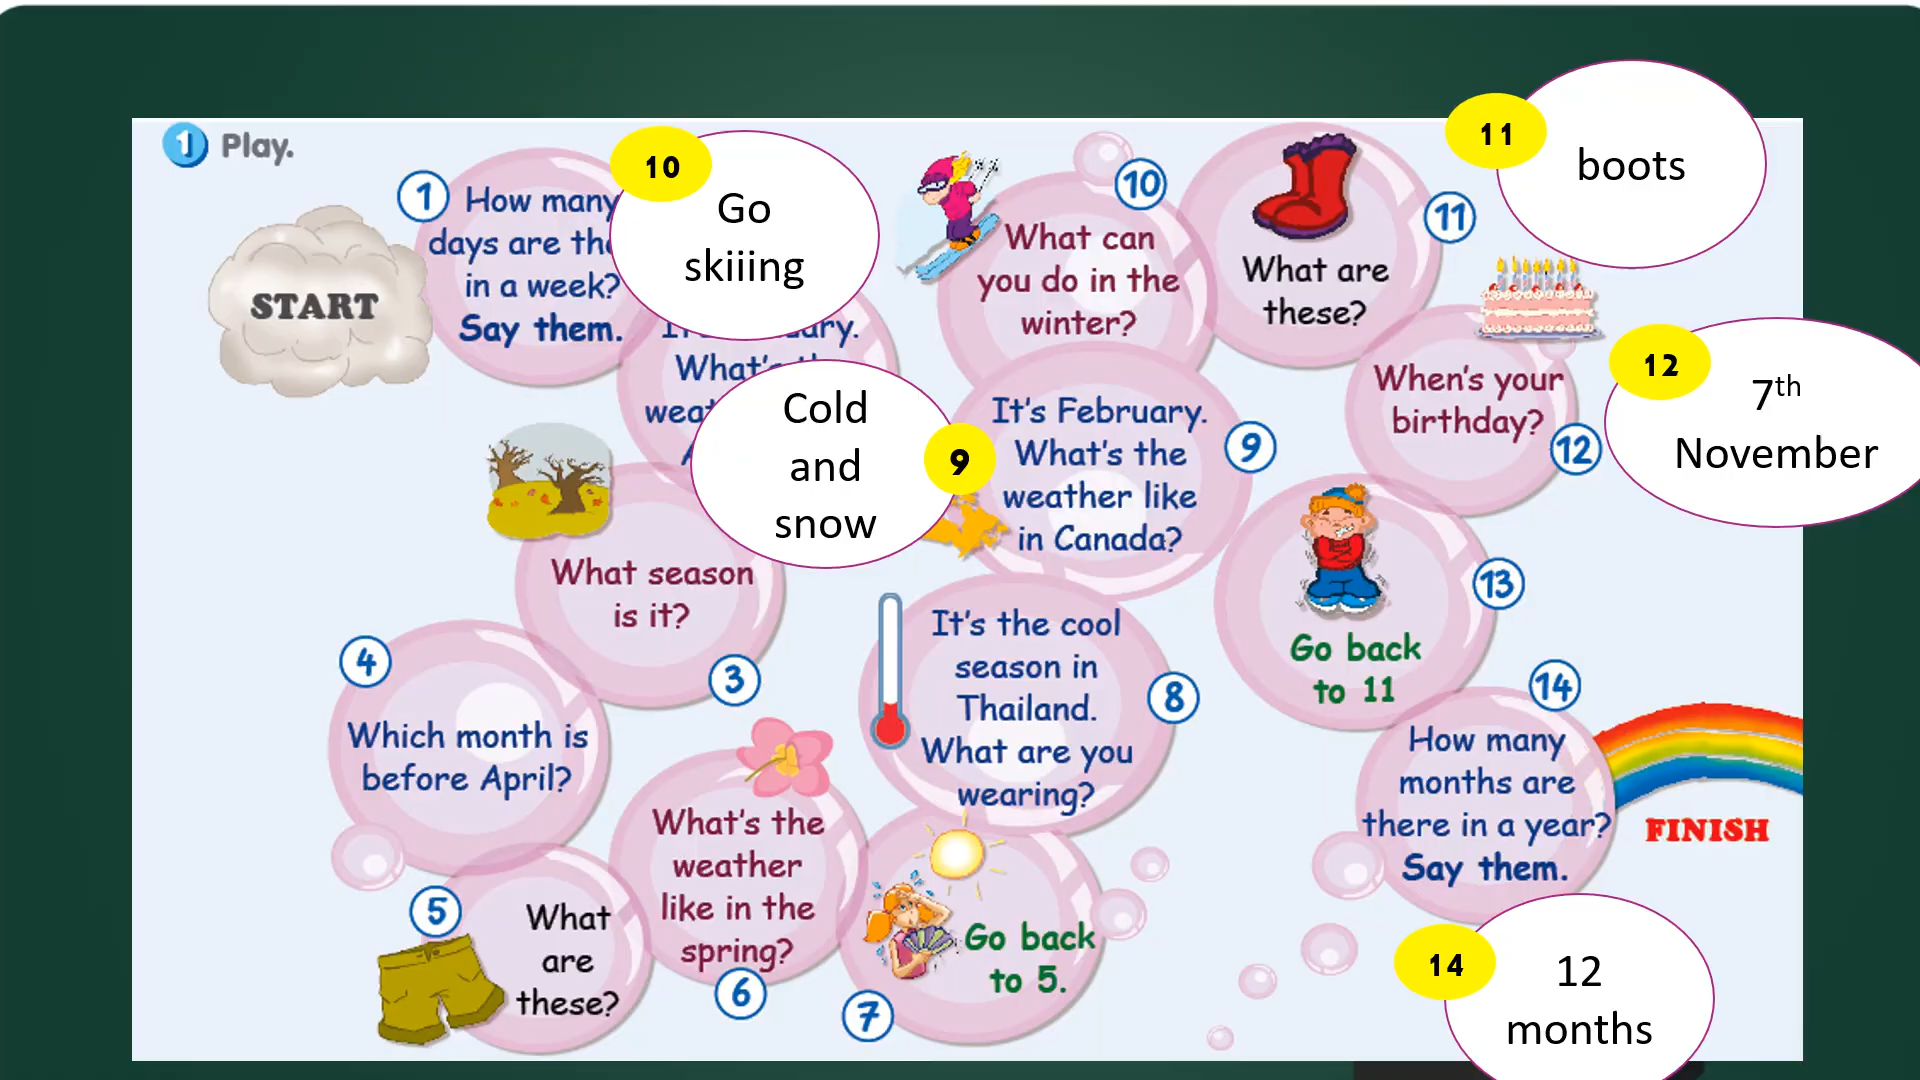 1 Play.
START
1
How many
days are
in a week?
Say them.
What's
3
What season
is it?
4
Which month is
before April?
5
What
are
these?
6
What's the
weather
like in the
spring?
7
Go back
to 5.
8
It's the cool
season in
Thailand.
What are you
wearing?
9
It's February.
What's the
weather like
in Canada?
9
Cold
and
snow
10
What can
you do in the
winter?
10
Go
skiiing
11
What are
these?
11
boots
12
When's your
birthday?
12
7th
November
13
Go back
to 11
14
How many
months are
there in a year?
Say them.
14
12
months
FINISH